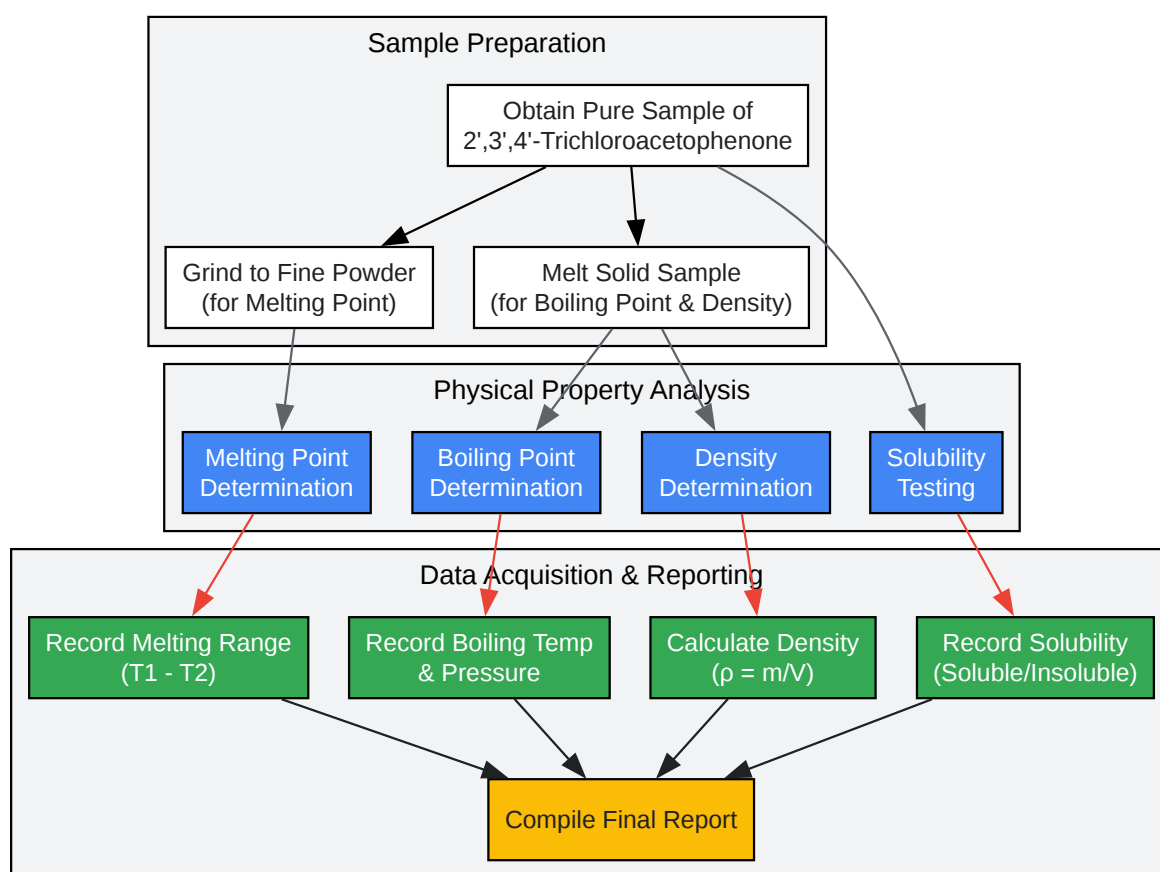 Sample Preparation
Obtain Pure Sample of
2',3',4'-Trichloroacetophenone
Grind to Fine Powder
(for Melting Point)
Melt Solid Sample
(for Boiling Point & Density)
Physical Property Analysis
Melting Point
Determination
Boiling Point
Determination
Density
Determination
Solubility
Testing
Data Acquisition & Reporting
Record Melting Range
(T1 - T2)
Record Boiling Temp
& Pressure
Calculate Density
(ρ = m/V)
Record Solubility
(Soluble/Insoluble)
Compile Final Report